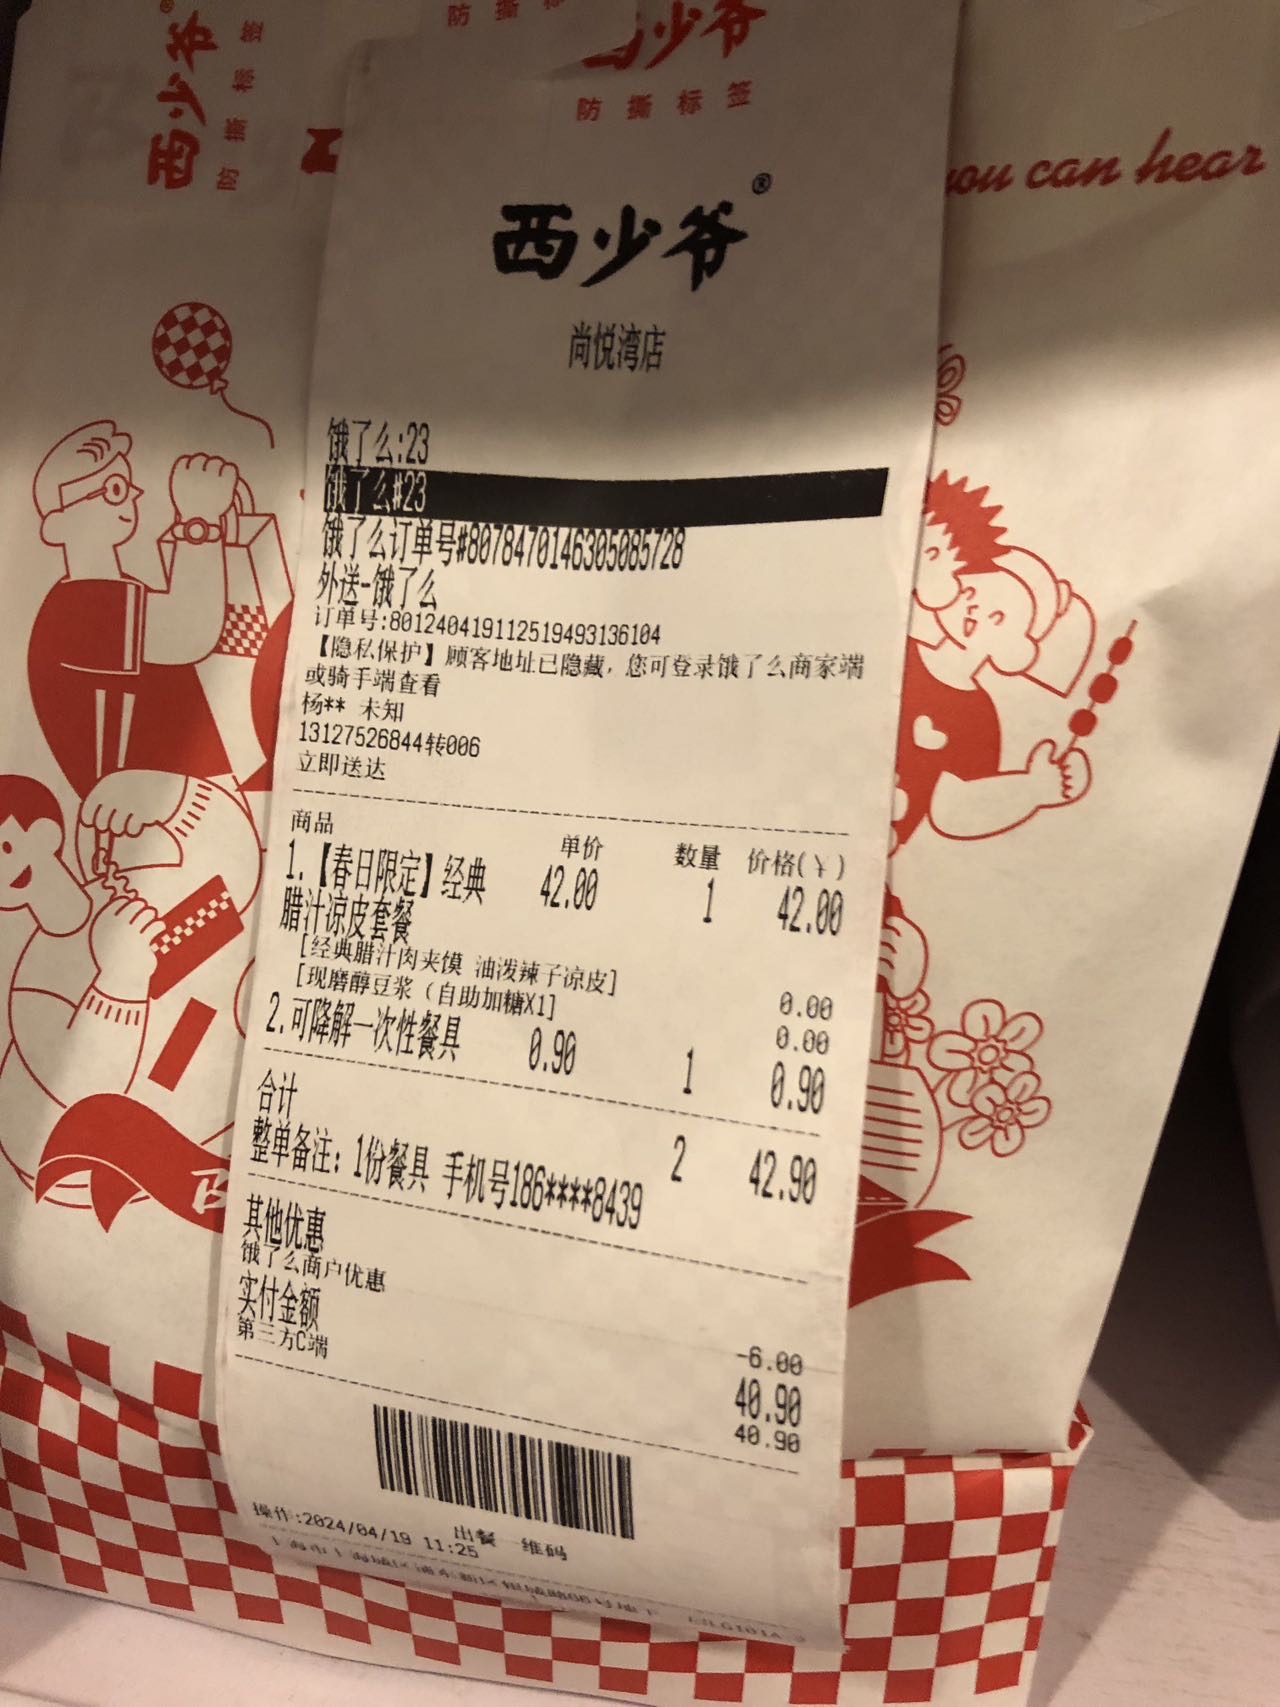 西少爷
防撕标签
防撕标
西少爷
防撕标签
you can hear
西少爷®
尚悦湾店
饿了么:23
饿了么#23
饿了么订单号#8078470146305085728
外送-饿了么
订单号:801240419112519493136104
【隐私保护】顾客地址已隐藏，您可登录饿了么商家端
或骑手端查看
杨** 未知
13127526844转006
立即送达
商品 单价 数量 价格(¥)
1.【春日限定】经典 42.00 1 42.00
腊汁凉皮套餐
[经典腊汁肉夹馍 油泼辣子凉皮] 0.00
[现磨醇豆浆（自助加糖X1] 0.00
2.可降解一次性餐具 0.90 1 0.90
合计 2 42.90
整单备注: 1份餐具 手机号186****8439
其他优惠
饿了么商户优惠 -6.00
实付金额 40.90
第三方C端 40.90
出餐一维码
操作:2024/04/19 11:25